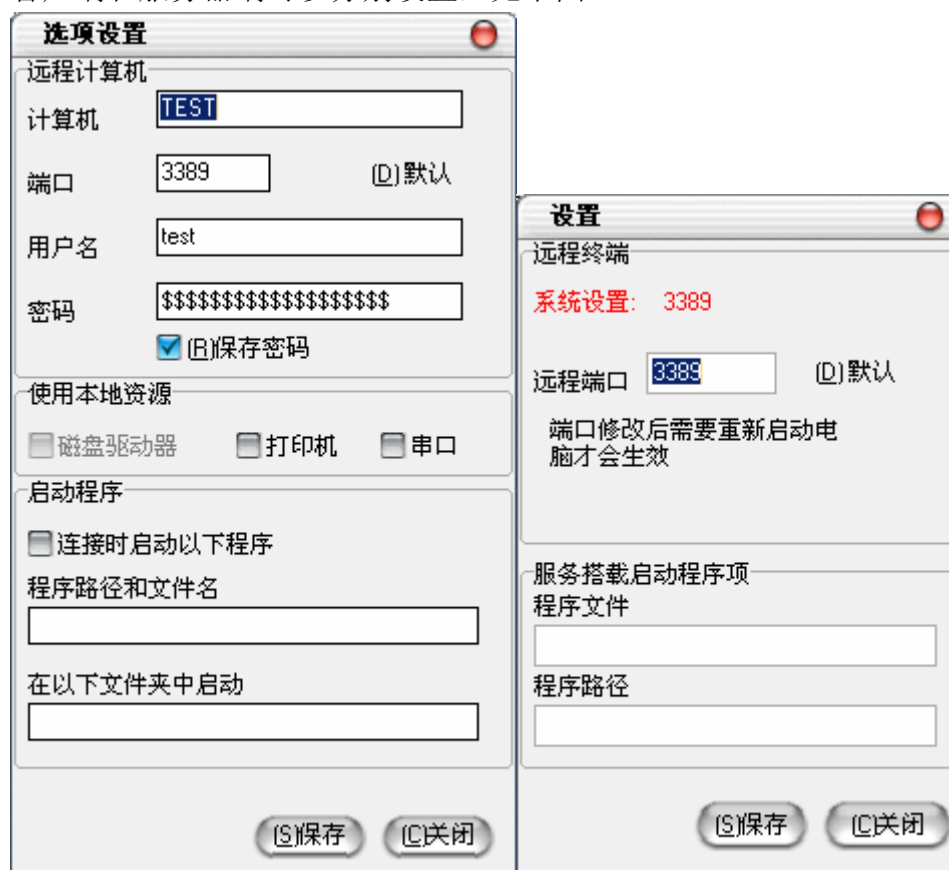 选项设置
远程计算机
计算机 TEST
端口 3389 (D)默认
用户名 test
密码 $$$$$$$$$$$$$$$$$$$
(R)保存密码
使用本地资源
磁盘驱动器 打印机 串口
启动程序
连接时启动以下程序
程序路径和文件名
在以下文件夹中启动
(S)保存 (C)关闭
设置
远程终端
系统设置: 3389
远程端口 3389 (D)默认
端口修改后需要重新启动电
脑才会生效
服务搭载启动程序项
程序文件
程序路径
(S)保存 (C)关闭